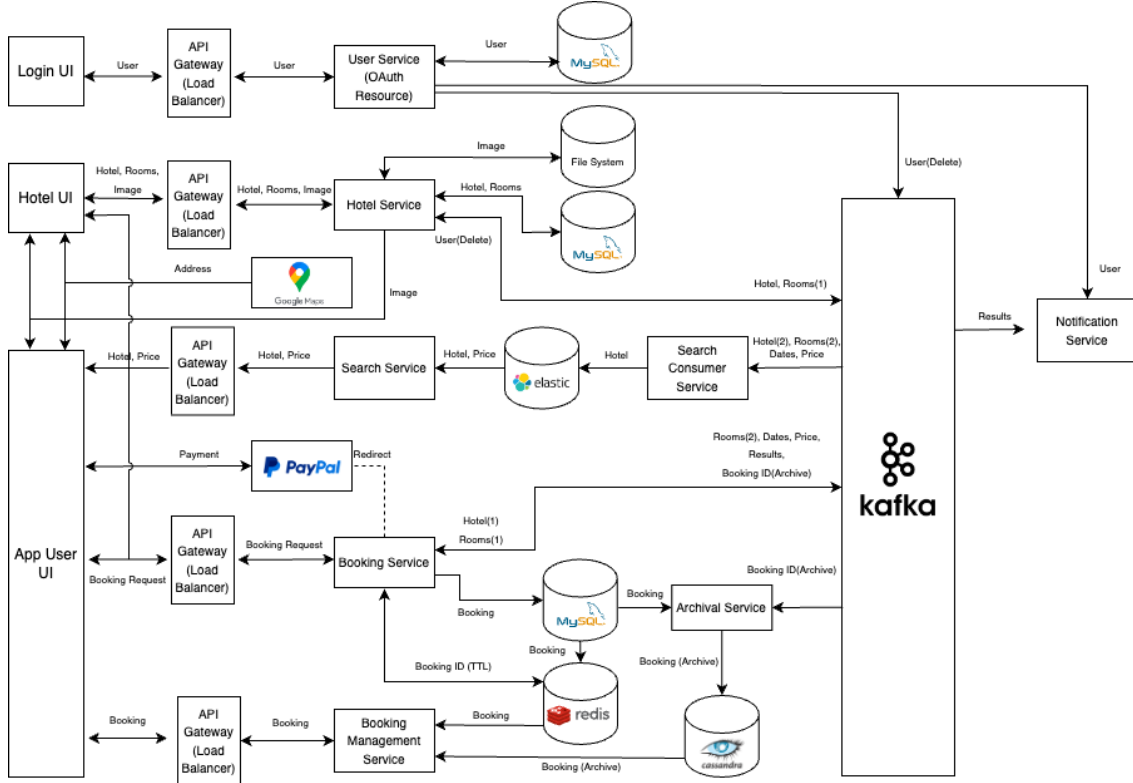 Login UI
User
API
Gateway
(Load
Balancer)
User
User Service
(OAuth
Resource)
User
MySQL
User(Delete)
Hotel UI
Hotel, Rooms,
Image
API
Gateway
(Load
Balancer)
Hotel, Rooms, Image
Hotel Service
Image
File System
Hotel, Rooms
MySQL
User(Delete)
Address
Google Maps
Image
Hotel, Rooms(1)
User
Results
Notification
Service
Hotel, Price
API
Gateway
(Load
Balancer)
Hotel, Price
Search Service
Hotel, Price
elastic
Hotel
Search
Consumer
Service
Hotel(2), Rooms(2),
Dates, Price
Payment
PayPal
Redirect
Rooms(2), Dates, Price,
Results,
Booking ID(Archive)
kafka
App User
UI
Booking Request
API
Gateway
(Load
Balancer)
Booking Request
Booking Service
Hotel(1)
Rooms(1)
Booking
MySQL
Booking
Archival Service
Booking ID(Archive)
Booking
Booking (Archive)
Booking ID (TTL)
redis
Booking
API
Gateway
(Load
Balancer)
Booking
Booking
Management
Service
Booking
Booking (Archive)
cassandra